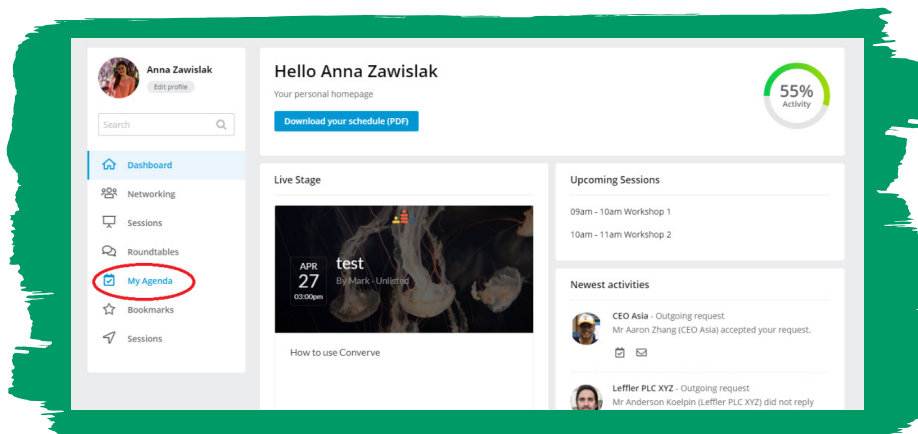 Anna Zawislak
Edit profile
Search
Dashboard
Networking
Sessions
Roundtables
My Agenda
Bookmarks
Sessions
Hello Anna Zawislak
Your personal homepage
Download your schedule (PDF)
55%
Activity
Live Stage
APR
27
03:00pm
test
By Mark - Unlisted
How to use Converve
Upcoming Sessions
09am - 10am Workshop 1
10am - 11am Workshop 2
Newest activities
CEO Asia - Outgoing request
Mr Aaron Zhang (CEO Asia) accepted your request.
Leffler PLC XYZ - Outgoing request
Mr Anderson Koelpin (Leffler PLC XYZ) did not reply